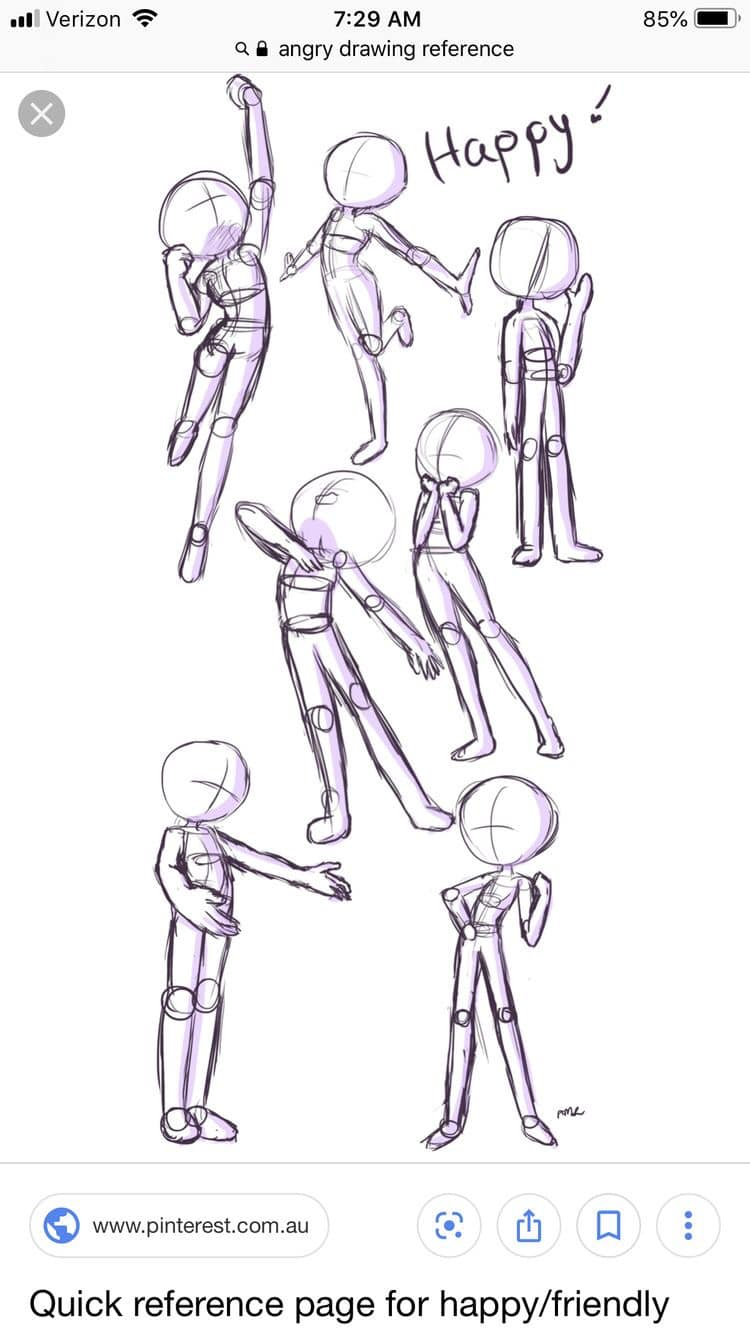 Verizon 7:29 AM 85%
angry drawing reference
Happy!
www.pinterest.com.au
Quick reference page for happy/friendly